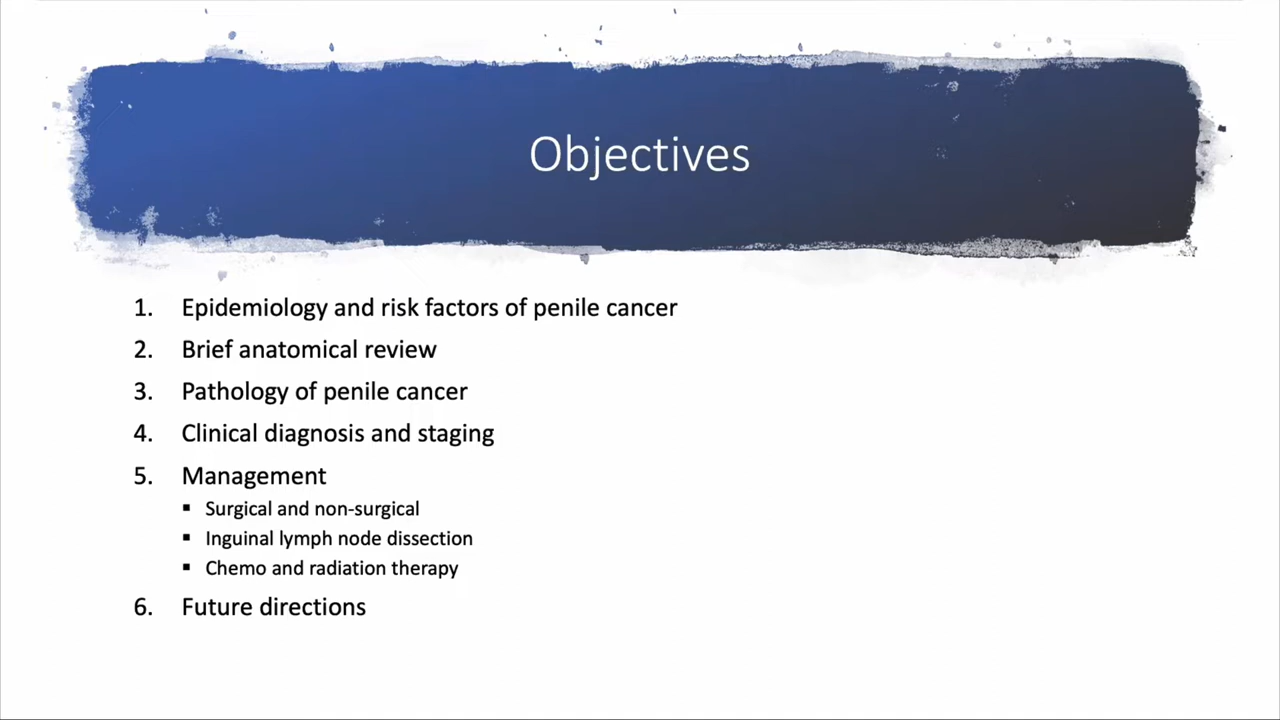 Objectives
1. Epidemiology and risk factors of penile cancer
2. Brief anatomical review
3. Pathology of penile cancer
4. Clinical diagnosis and staging
5. Management
▪ Surgical and non-surgical
▪ Inguinal lymph node dissection
▪ Chemo and radiation therapy
6. Future directions